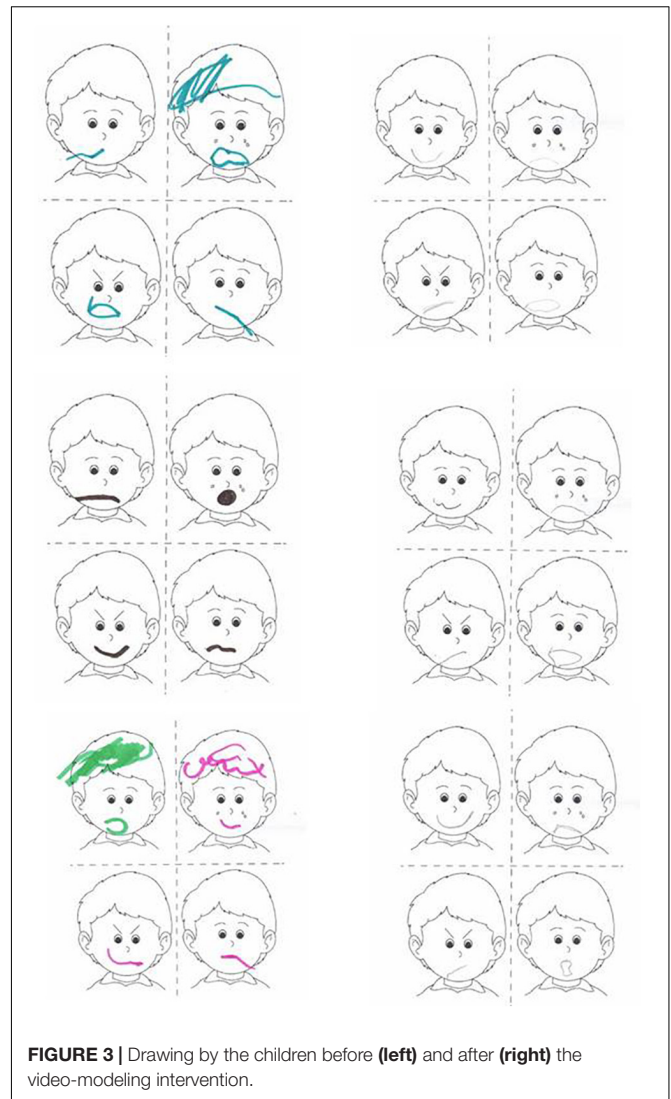 FIGURE 3 | Drawing by the children before (left) and after (right) the
video-modeling intervention.